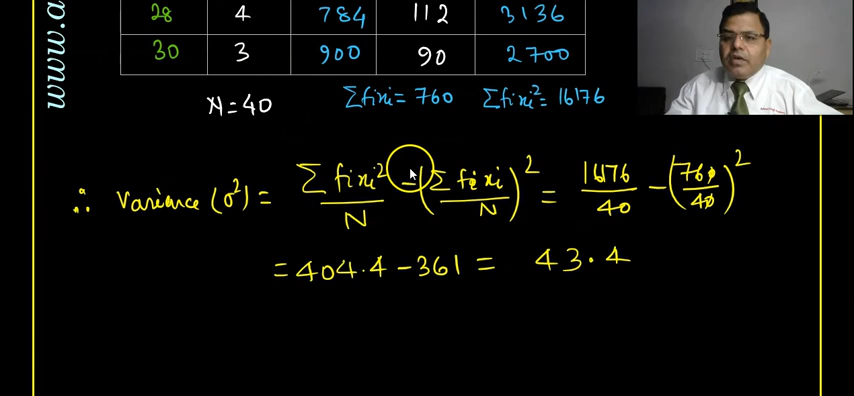 www.a
28 4 784 112 3136
30 3 900 90 2700
N=40 Σfixi=760 Σfixi²=16176
∴ Variance (σ²) = Σfixi²/N − (Σfixi/N)² = 16176/40 − (760/40)²
= 404.4 − 361 = 43.4